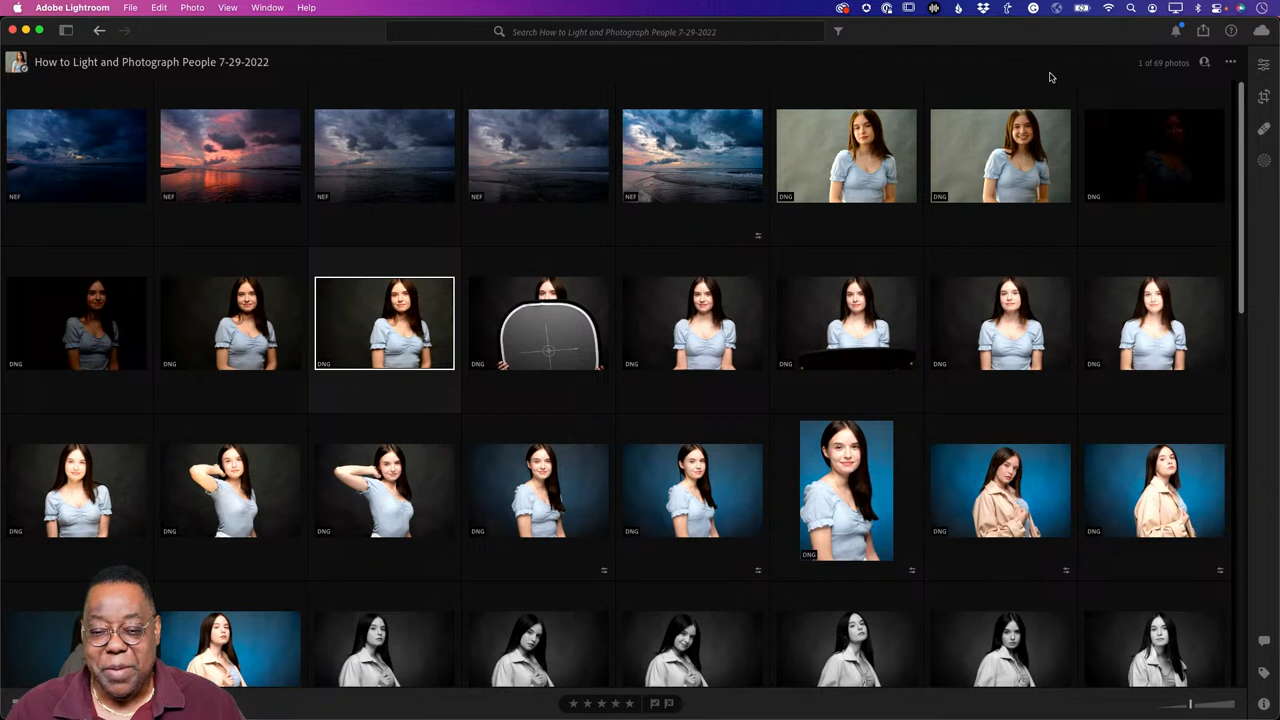 Adobe Lightroom File Edit Photo View Window Help
Search How to Light and Photograph People 7-29-2022
How to Light and Photograph People 7-29-2022
1 of 69 photos
NEF NEF NEF NEF NEF DNG DNG DNG
DNG DNG DNG DNG DNG DNG DNG DNG
DNG DNG DNG DNG DNG DNG DNG DNG